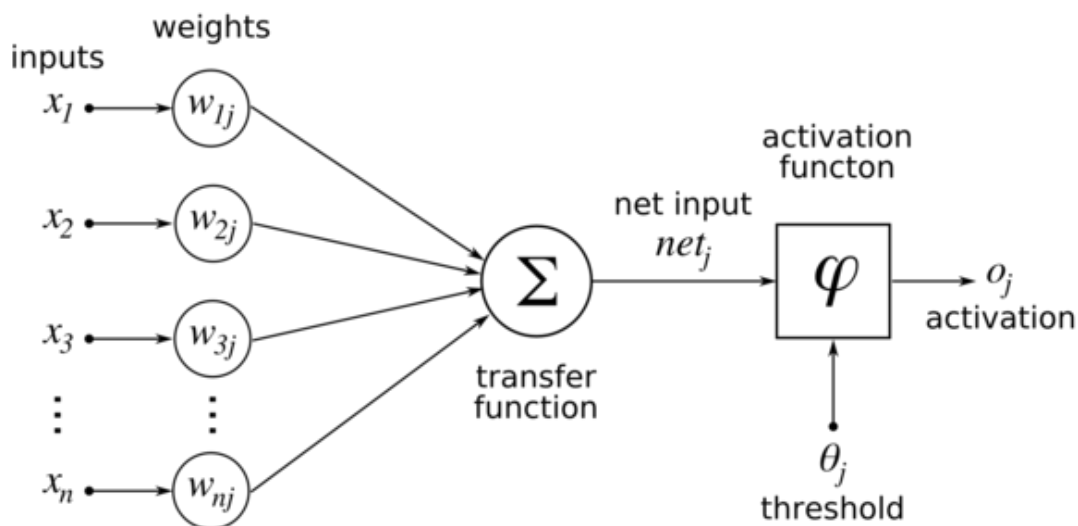 weights
inputs
x1
w1j
x2
w2j
x3
w3j
⋮
⋮
xn
wnj
Σ
transfer
function
net input
netj
activation
functon
φ
oj
activation
θj
threshold